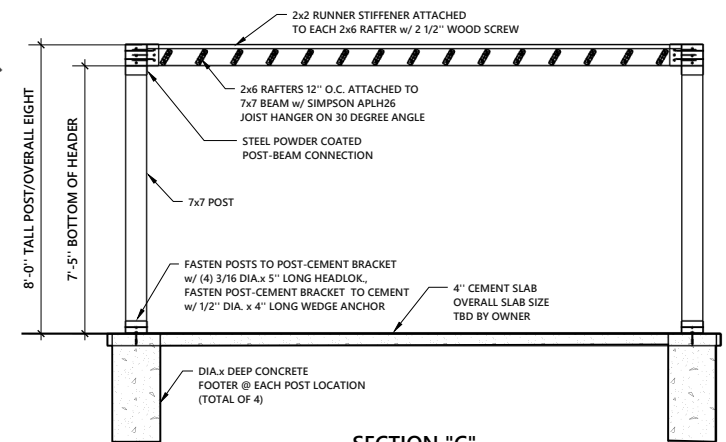 2x2 RUNNER STIFFENER ATTACHED
TO EACH 2x6 RAFTER w/ 2 1/2'' WOOD SCREW
2x6 RAFTERS 12'' O.C. ATTACHED TO
7x7 BEAM w/ SIMPSON APLH26
JOIST HANGER ON 30 DEGREE ANGLE
STEEL POWDER COATED
POST-BEAM CONNECTION
8'-0'' TALL POST/OVERALL EIGHT
7'-5'' BOTTOM OF HEADER
7x7 POST
FASTEN POSTS TO POST-CEMENT BRACKET
w/ (4) 3/16 DIA.x 5'' LONG HEADLOK.,
FASTEN POST-CEMENT BRACKET TO CEMENT
w/ 1/2'' DIA. x 4'' LONG WEDGE ANCHOR
4'' CEMENT SLAB
OVERALL SLAB SIZE
TBD BY OWNER
DIA.x DEEP CONCRETE
FOOTER @ EACH POST LOCATION
(TOTAL OF 4)
SECTION "C"